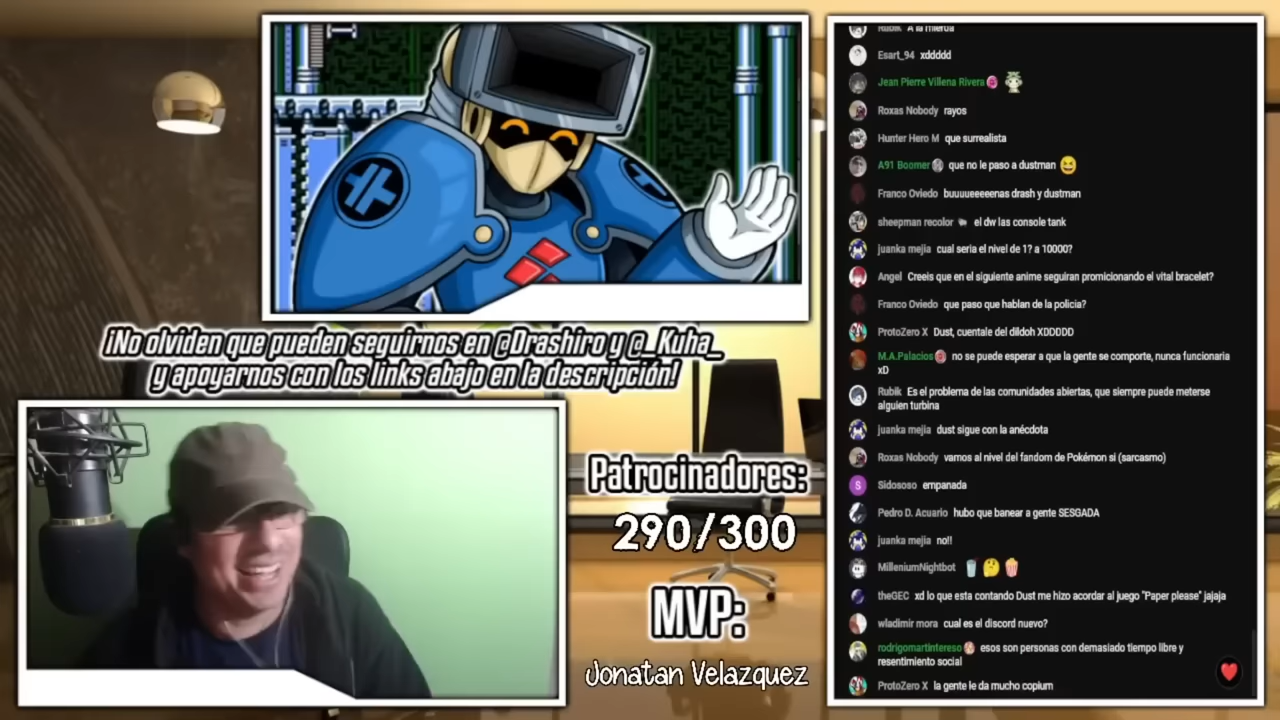 ¡No olviden que pueden seguirnos en @Drashiro y @_Kuha_
y apoyarnos con los links abajo en la descripción!
Patrocinadores:
290/300
MVP:
Jonatan Velazquez
Rubik A la mierda
Esart_94 xddddd
Jean Pierre Villena Rivera
Roxas Nobody rayos
Hunter Hero M que surrealista
A91 Boomer que no le paso a dustman
Franco Oviedo buuuueeeeenas drash y dustman
sheepman recolor el dw las console tank
juanka mejia cual seria el nivel de 1? a 10000?
Angel Creeis que en el siguiente anime seguiran promicionando el vital bracelet?
Franco Oviedo que paso que hablan de la policia?
ProtoZero X Dust, cuentale del dildoh XDDDDD
M.A.Palacios no se puede esperar a que la gente se comporte, nunca funcionaria
xD
Rubik Es el problema de las comunidades abiertas, que siempre puede meterse
alguien turbina
juanka mejia dust sigue con la anécdota
Roxas Nobody vamos al nivel del fandom de Pokémon si (sarcasmo)
S Sidososo empanada
Pedro D. Acuario hubo que banear a gente SESGADA
juanka mejia no!!
MilleniumNightbot
theGEC xd lo que esta contando Dust me hizo acordar al juego "Paper please" jajaja
wladimir mora cual es el discord nuevo?
rodrigomartintereso esos son personas con demasiado tiempo libre y
resentimiento social
ProtoZero X la gente le da mucho copium